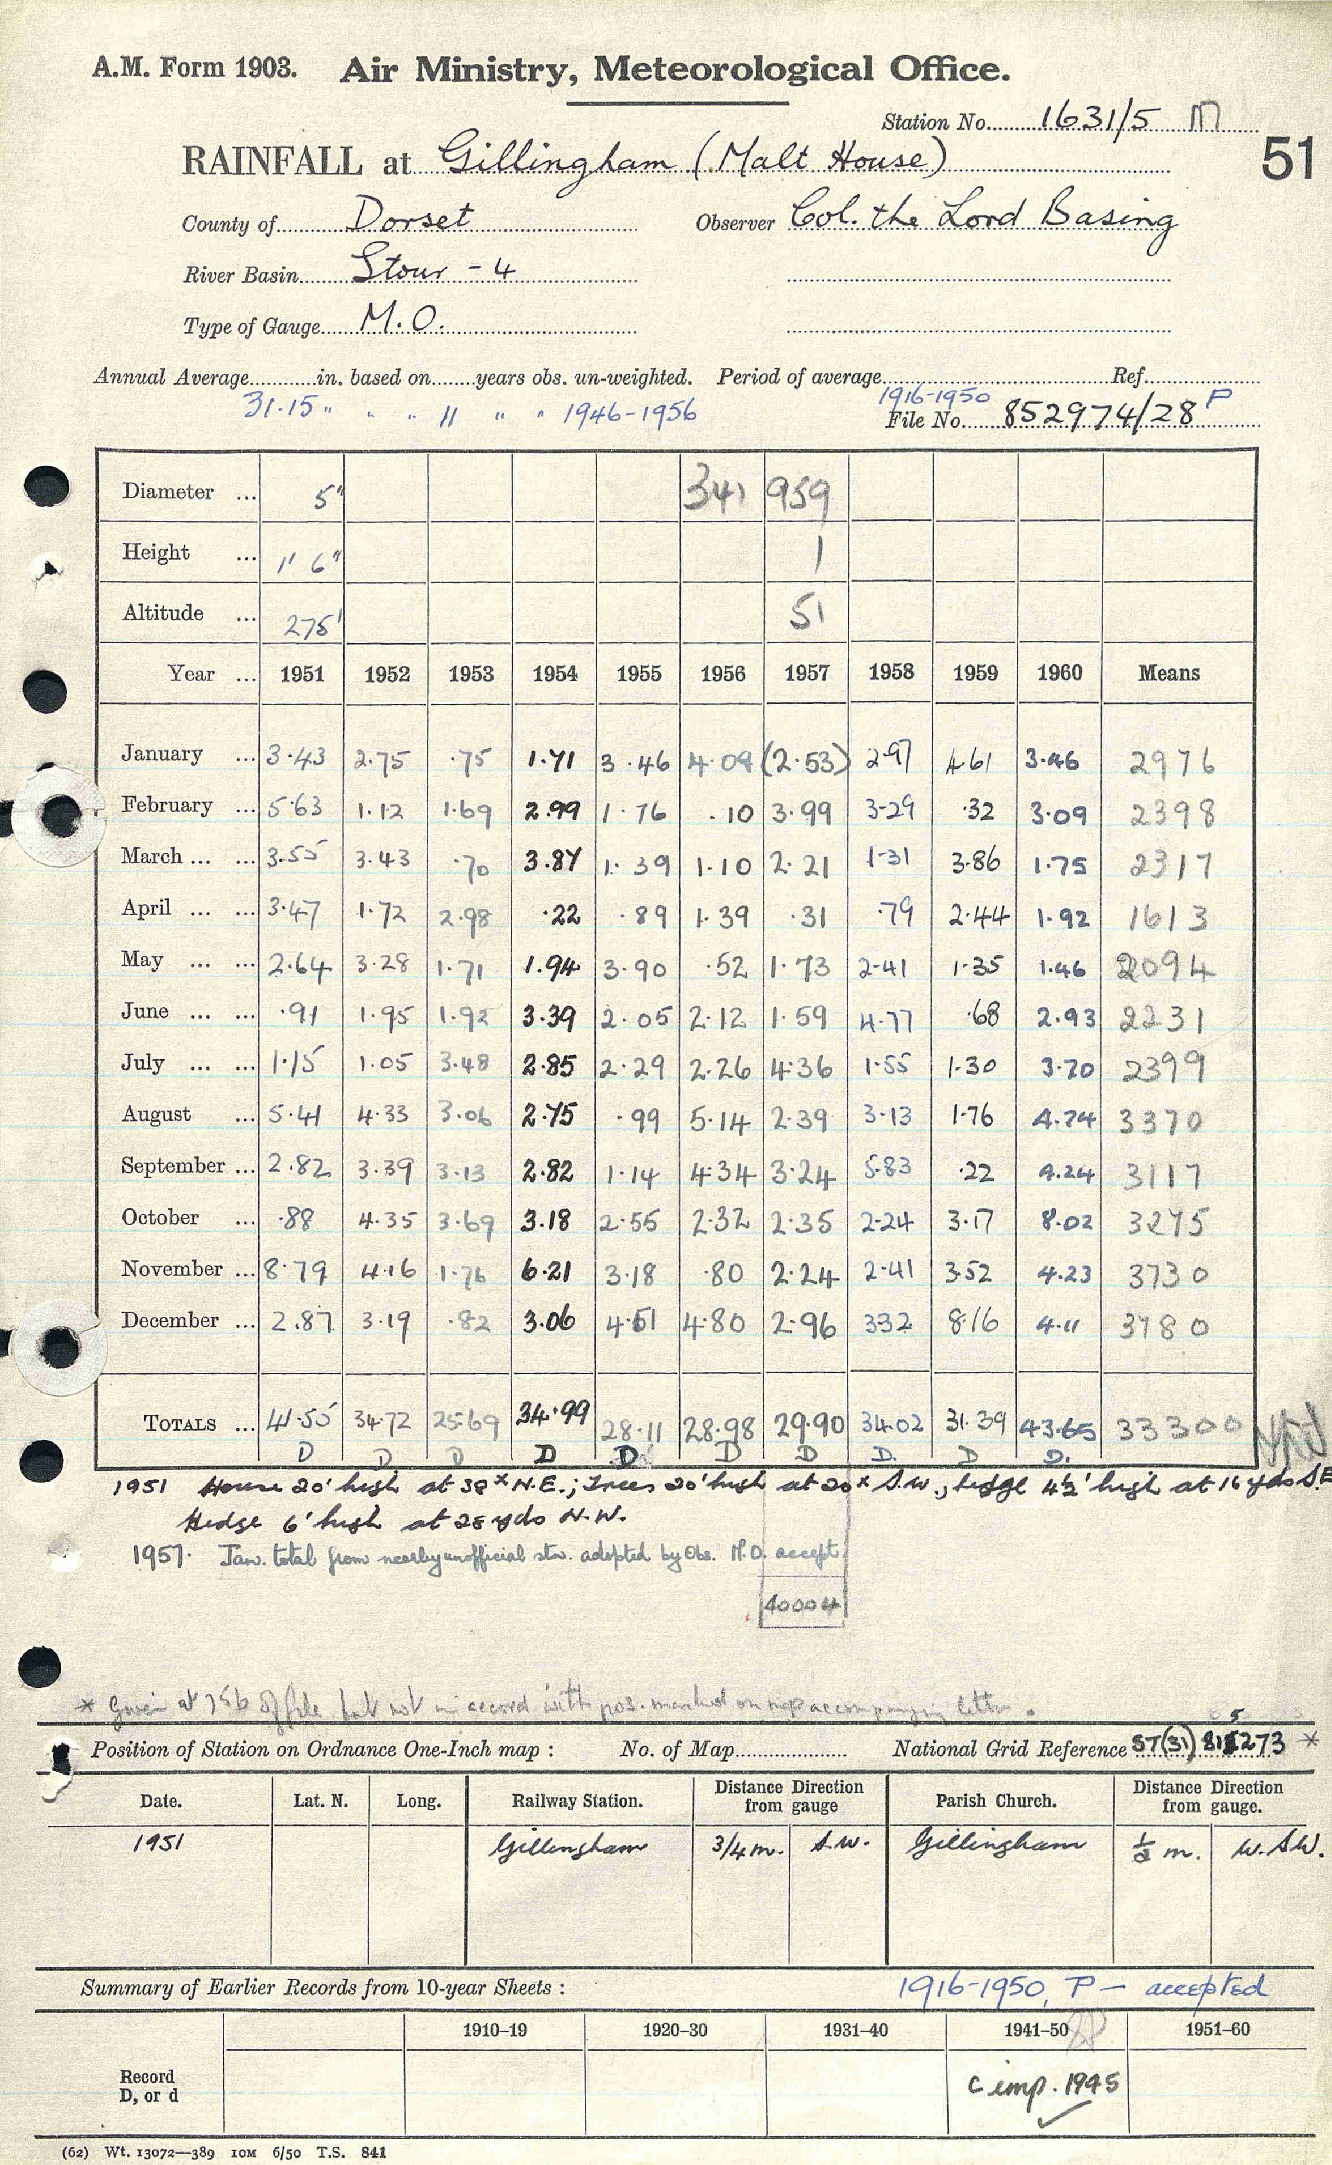 A.M. Form 1903. Air Ministry, Meteorological Office.
Station No. 1631/5 M
RAINFALL at Gillingham (Malt House)
51
County of Dorset Observer Col. the Lord Basing
River Basin Stour - 4
Type of Gauge M.O.
Annual Average in. based on years obs. un-weighted. Period of average Ref.
31.15 " " " 11 " " 1946-1956 1916-1950 P
File No. 852974/28
Diameter ... 5" 341 959
Height ... 1' 6" 1
Altitude ... 275' 51
Year ... 1951 1952 1953 1954 1955 1956 1957 1958 1959 1960 Means
January ... 3.43 2.75 .75 1.71 3.46 4.08 (2.53) 2.97 4.61 3.46 2976
February ... 5.63 1.12 1.69 2.99 1.76 .10 3.99 3.29 .32 3.09 2398
March ... ... 3.55 3.43 .70 3.87 1.39 1.10 2.21 1.31 3.86 1.75 2317
April ... ... 3.47 1.72 2.98 .22 .89 1.39 .31 .79 2.44 1.92 1613
May ... ... 2.64 3.28 1.71 1.94 3.90 .52 1.73 2.41 1.35 1.46 2094
June ... ... .91 1.95 1.92 3.39 2.05 2.12 1.59 4.77 .68 2.93 2231
July ... ... 1.15 1.05 3.48 2.85 2.29 2.26 4.36 1.55 1.30 3.70 2399
August ... 5.41 4.33 3.06 2.75 .99 5.14 2.39 3.13 1.76 4.74 3370
September ... 2.82 3.39 3.13 2.82 1.14 4.34 3.24 5.83 .22 4.24 3117
October ... .88 4.35 3.69 3.18 2.55 2.32 2.35 2.24 3.17 8.02 3275
November ... 8.79 4.16 1.76 6.21 3.18 .80 2.24 2.41 3.52 4.23 3730
December ... 2.87 3.19 .82 3.06 4.51 4.80 2.96 332 8.16 4.11 3780
TOTALS ... 41.55 34.72 25.69 34.99 28.11 28.98 29.90 34.02 31.39 43.65 33300
D D D D D D D D. D D.
1951 House 20' high at 38x N.E.; Trees 20' high at 20x S.W., hedge 4½' high at 16 yds S.E
Hedge 6' high at 28 yds N.W.
1957. Jan. total from nearby unofficial stn. adopted by Obs. M.O. accept.
40004
* Given at 75b of file but not in accord with pos. marked on map accompanying letter.
Position of Station on Ordnance One-Inch map : No. of Map National Grid Reference ST(31) 815273 *
Date. Lat. N. Long. Railway Station. Distance Direction from gauge Parish Church. Distance Direction from gauge.
1951 Gillingham 3/4 m. S.W. Gillingham ½ m. W.S.W.
Summary of Earlier Records from 10-year Sheets : 1916-1950, P - accepted
1910-19 1920-30 1931-40 1941-50 1951-60
Record D, or d c imp. 1945
(62) Wt. 13072—389 10M 6/50 T.S. 841